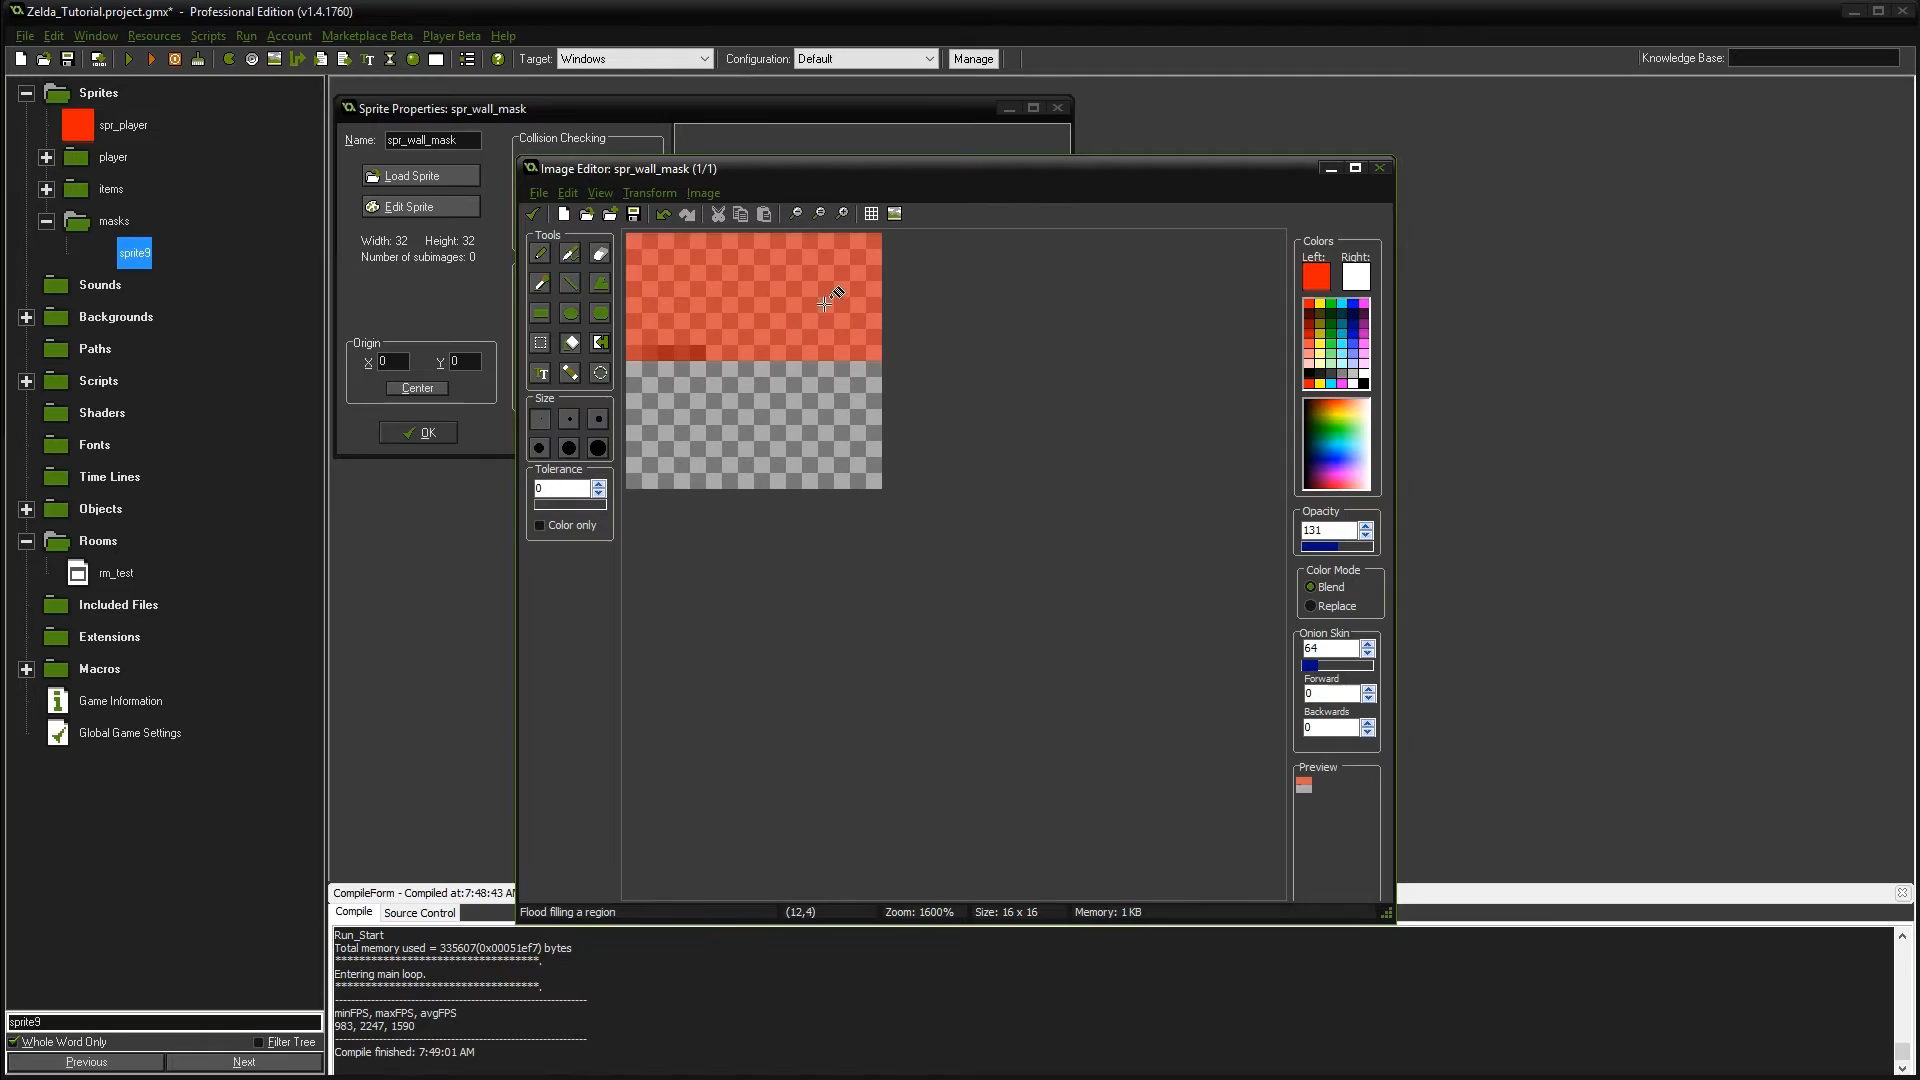 Zelda_Tutorial.project.gmx* - Professional Edition (v1.4.1760)
File Edit Window Resources Scripts Run Account Marketplace Beta Player Beta Help
Target: Windows Configuration: Default Manage Knowledge Base:
Sprites
spr_player
player
items
masks
sprite9
Sounds
Backgrounds
Paths
Scripts
Shaders
Fonts
Time Lines
Objects
Rooms
rm_test
Included Files
Extensions
Macros
Game Information
Global Game Settings
sprite9
Whole Word Only Filter Tree
Previous Next
Sprite Properties: spr_wall_mask
Name: spr_wall_mask
Collision Checking
Load Sprite
Edit Sprite
Width: 32 Height: 32
Number of subimages: 0
Origin
X 0 Y 0
Center
OK
Image Editor: spr_wall_mask (1/1)
File Edit View Transform Image
Tools
Size
Tolerance
0
Color only
Colors
Left: Right:
Opacity
131
Color Mode
Blend
Replace
Onion Skin
64
Forward
0
Backwards
0
Preview
Flood filling a region (12,4) Zoom: 1600% Size: 16 x 16 Memory: 1 KB
CompileForm - Compiled at:7:48:43 A
Compile Source Control
Run_Start
Total memory used = 335607(0x00051ef7) bytes
**********************************.
Entering main loop.
**********************************.
------------------------------------------------------------
minFPS, maxFPS, avgFPS
983, 2247, 1590
------------------------------------------------------------
Compile finished: 7:49:01 AM